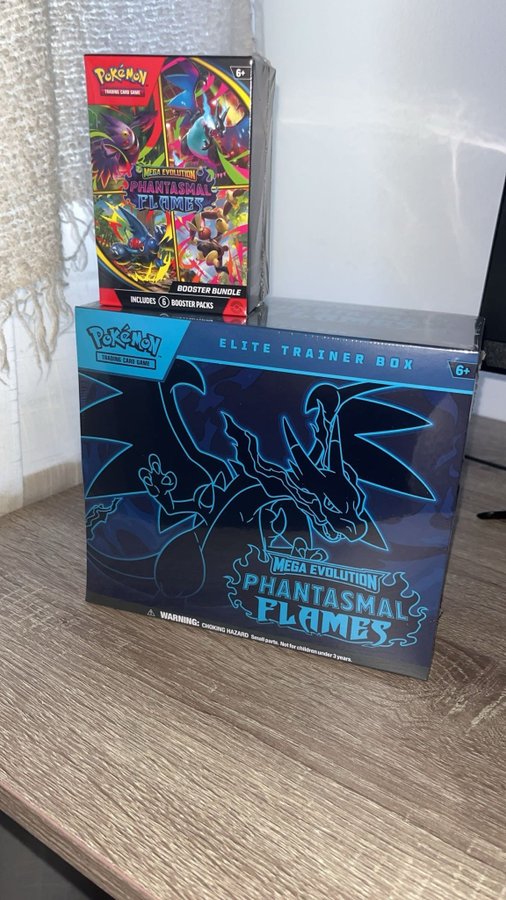 Pokémon
TRADING CARD GAME
6+
MEGA EVOLUTION
PHANTASMAL
FLAMES
BOOSTER BUNDLE
INCLUDES 6 BOOSTER PACKS
Pokémon
TRADING CARD GAME
ELITE TRAINER BOX
6+
MEGA EVOLUTION
PHANTASMAL
FLAMES
WARNING: CHOKING HAZARD Small parts. Not for children under 3 years.